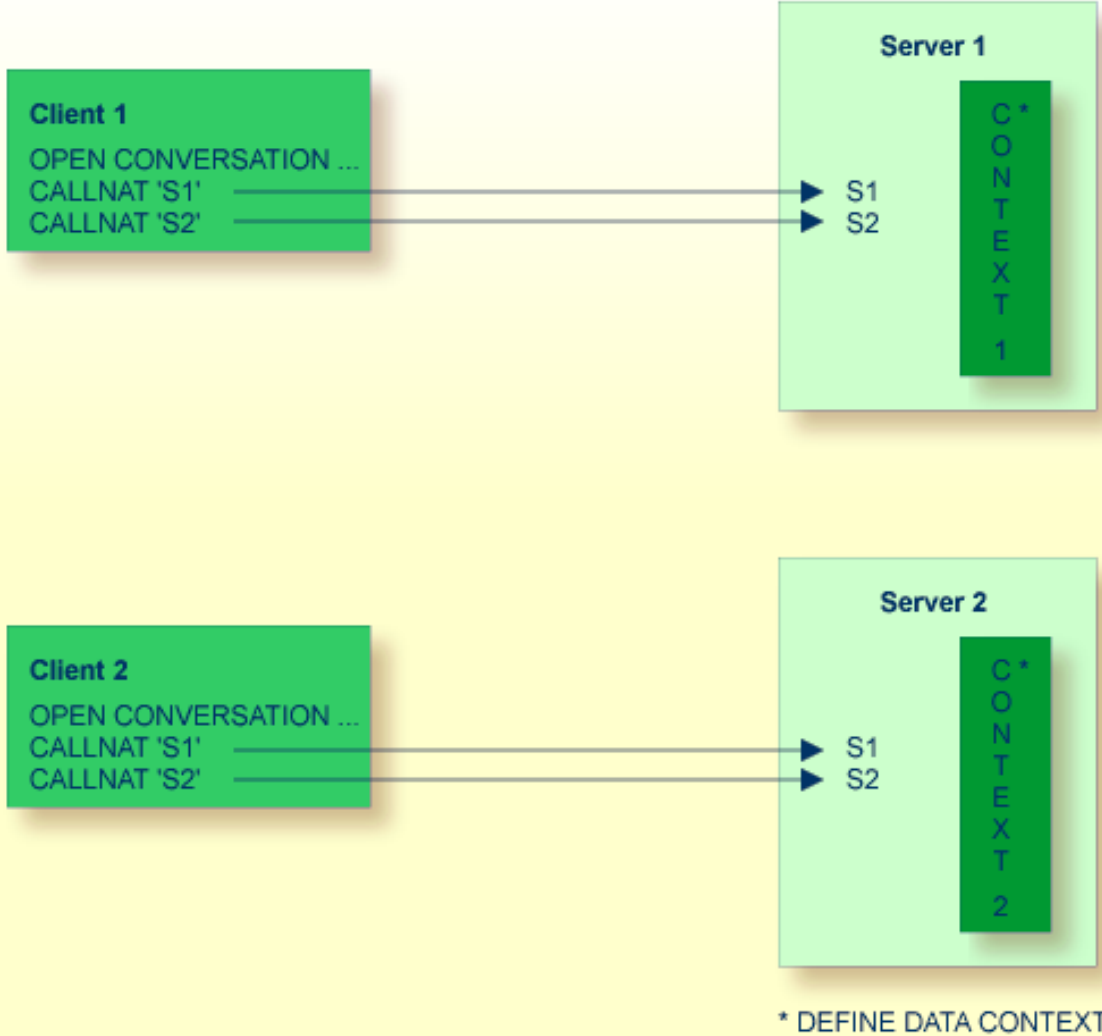 Server 1
Client 1
OPEN CONVERSATION ...
CALLNAT 'S1'
CALLNAT 'S2'
S1
S2
C *
O
N
T
E
X
T
1
Server 2
Client 2
OPEN CONVERSATION ...
CALLNAT 'S1'
CALLNAT 'S2'
S1
S2
C *
O
N
T
E
X
T
2
* DEFINE DATA CONTEXT